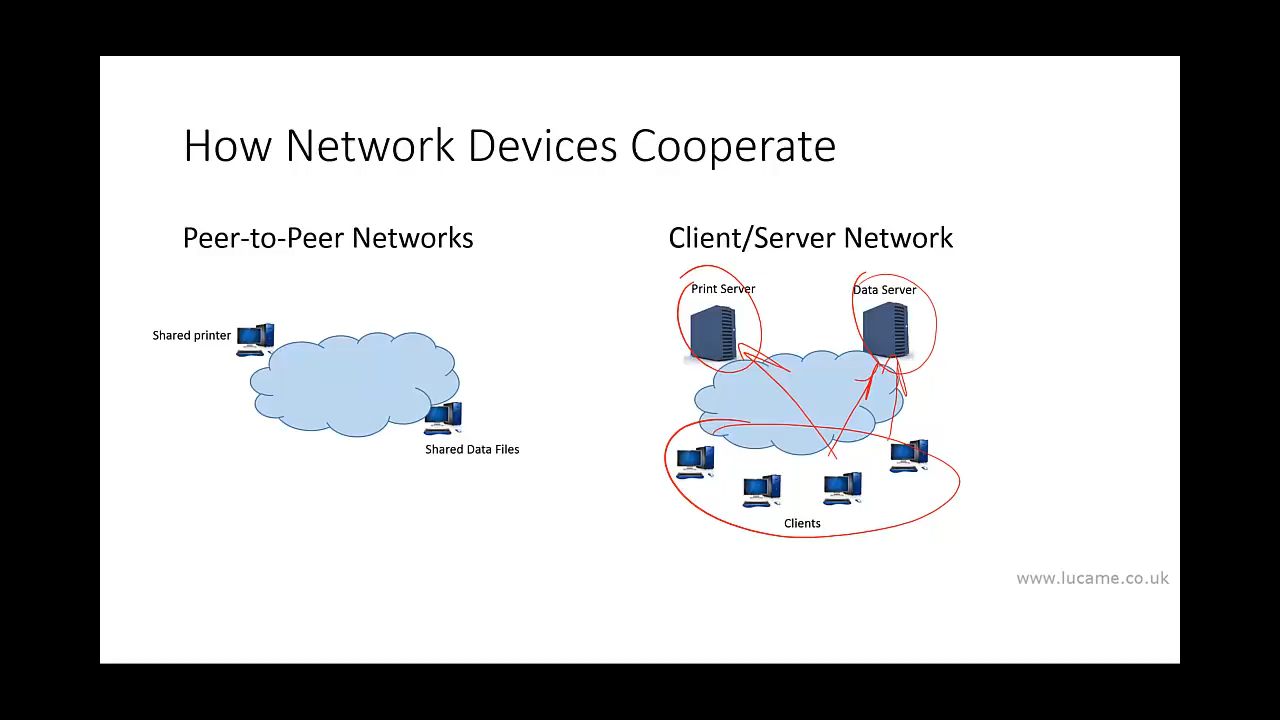 How Network Devices Cooperate
Peer-to-Peer Networks
Shared printer
Shared Data Files
Client/Server Network
Print Server
Data Server
Clients
www.lucame.co.uk